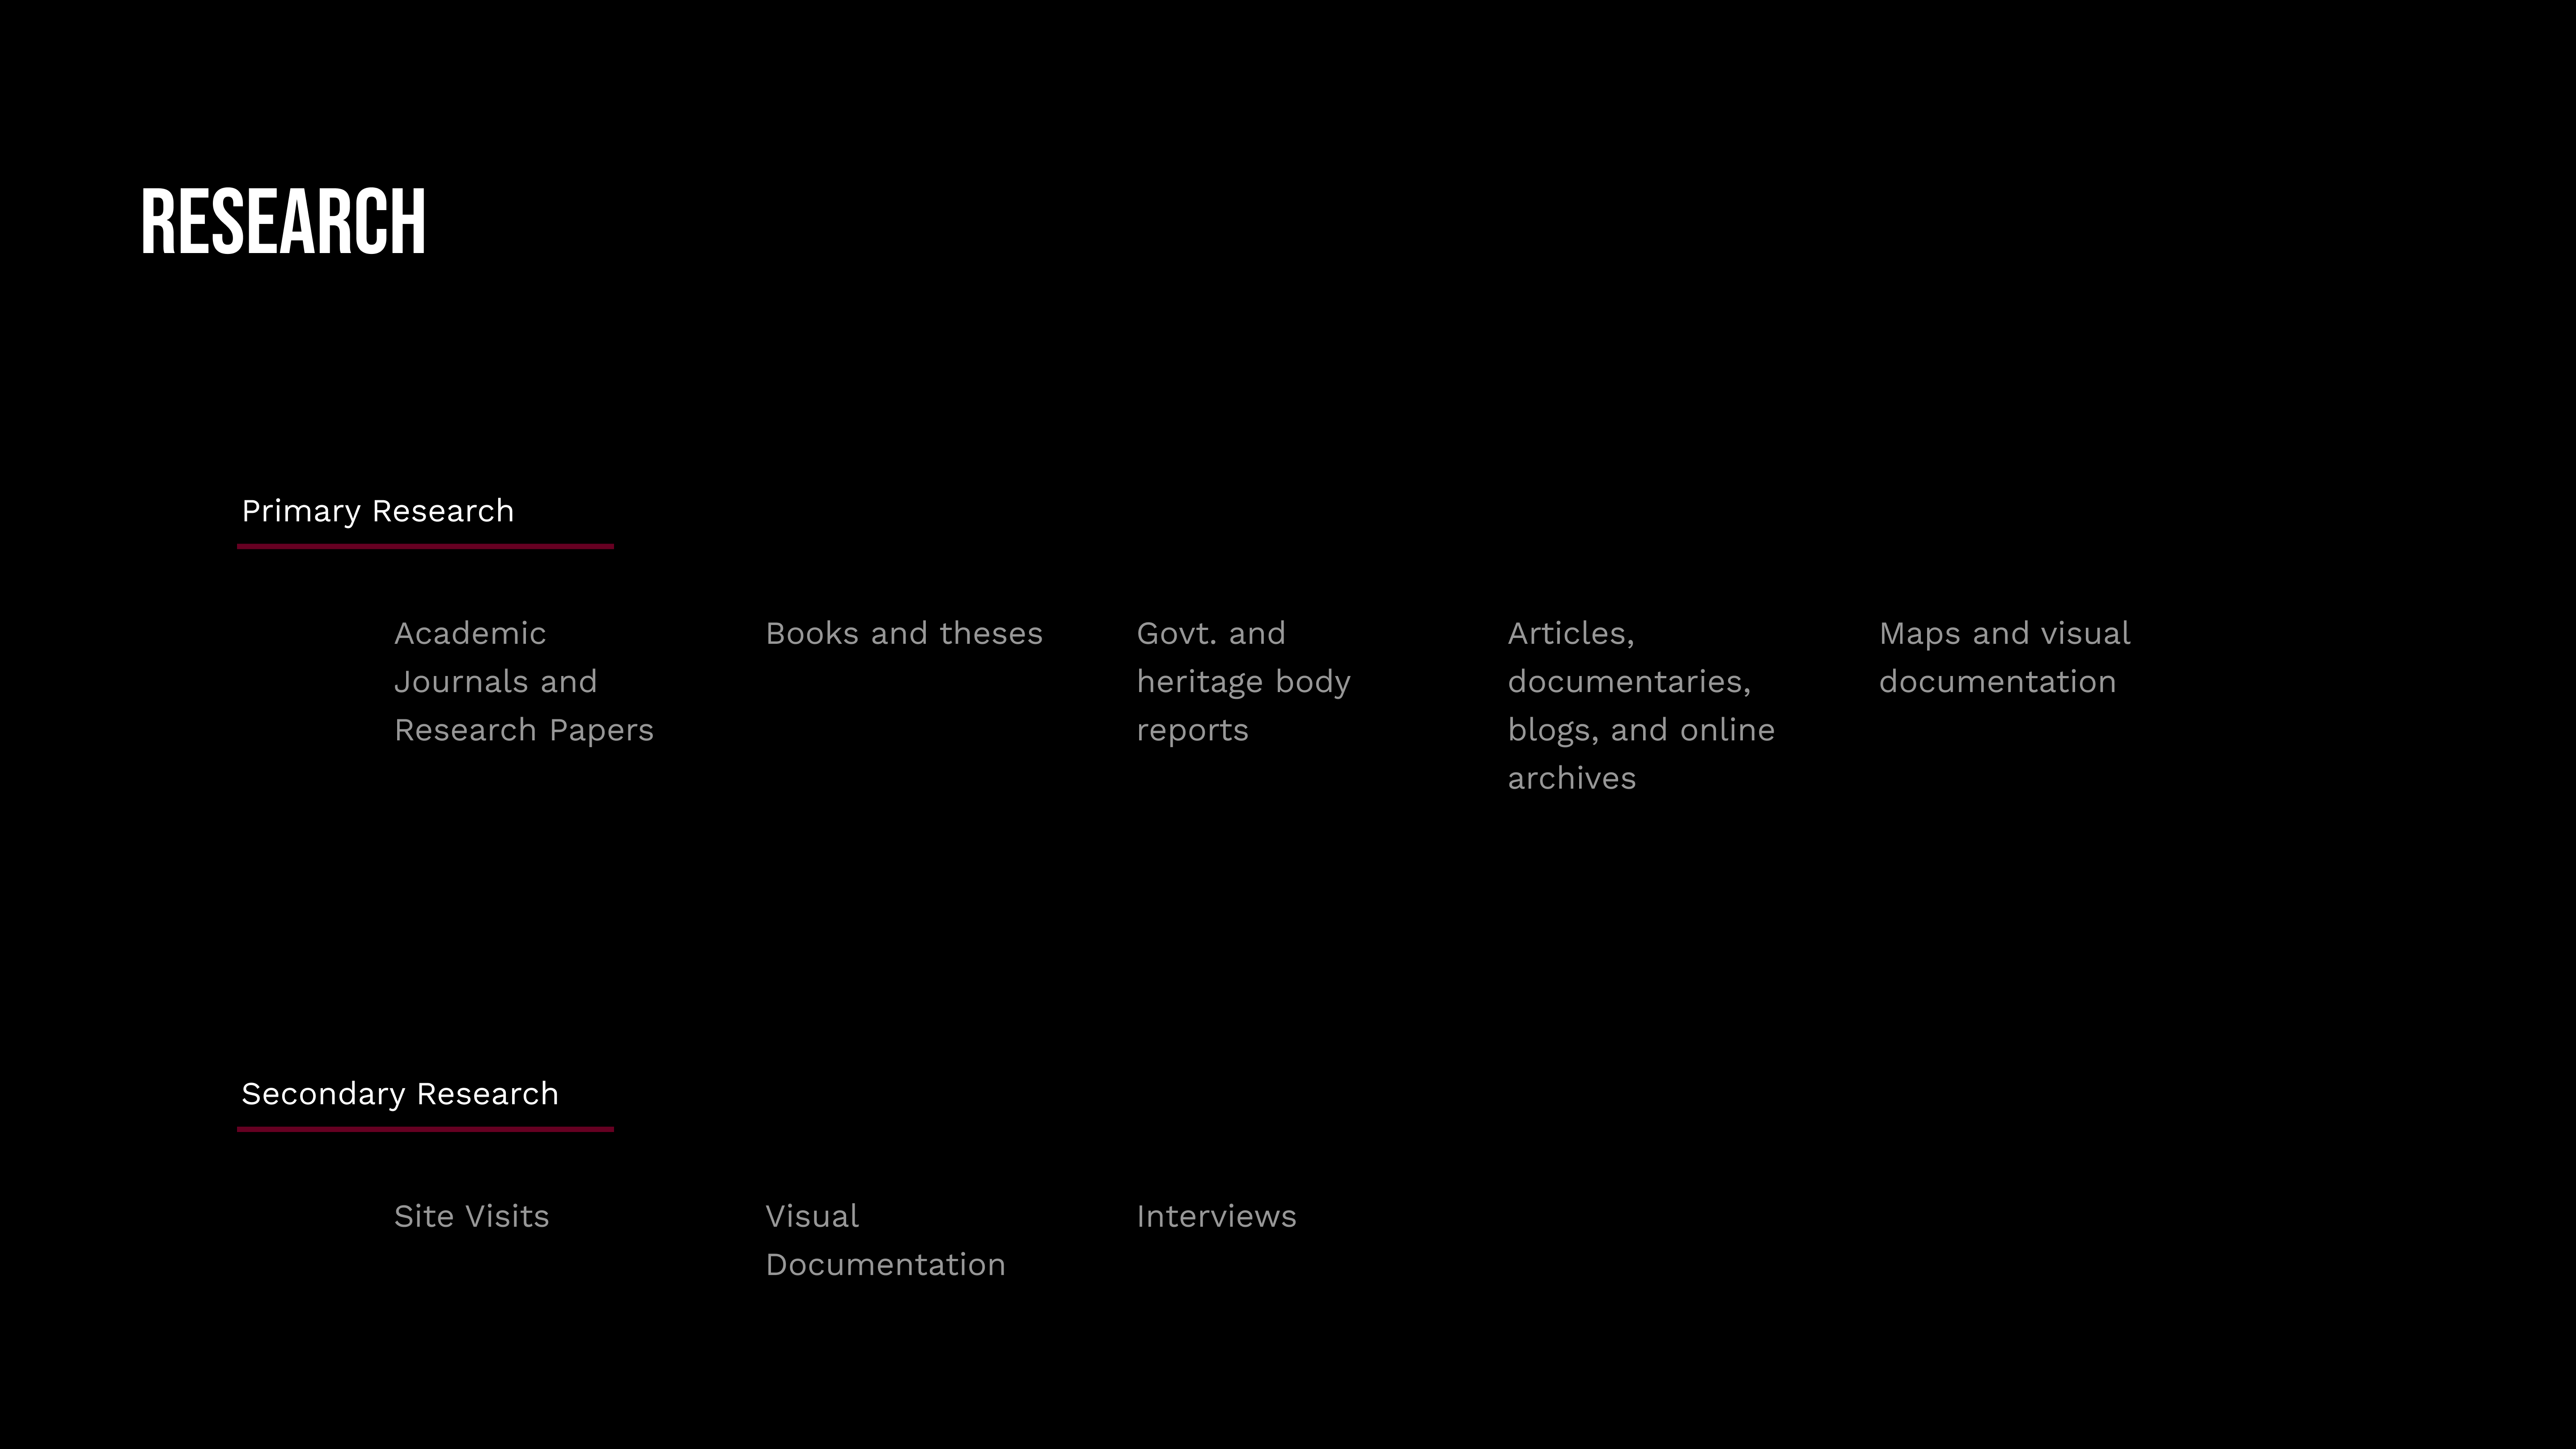 RESEARCH
Primary Research
Academic
Journals and
Research Papers
Books and theses
Govt. and
heritage body
reports
Articles,
documentaries,
blogs, and online
archives
Maps and visual
documentation
Secondary Research
Site Visits
Visual
Documentation
Interviews